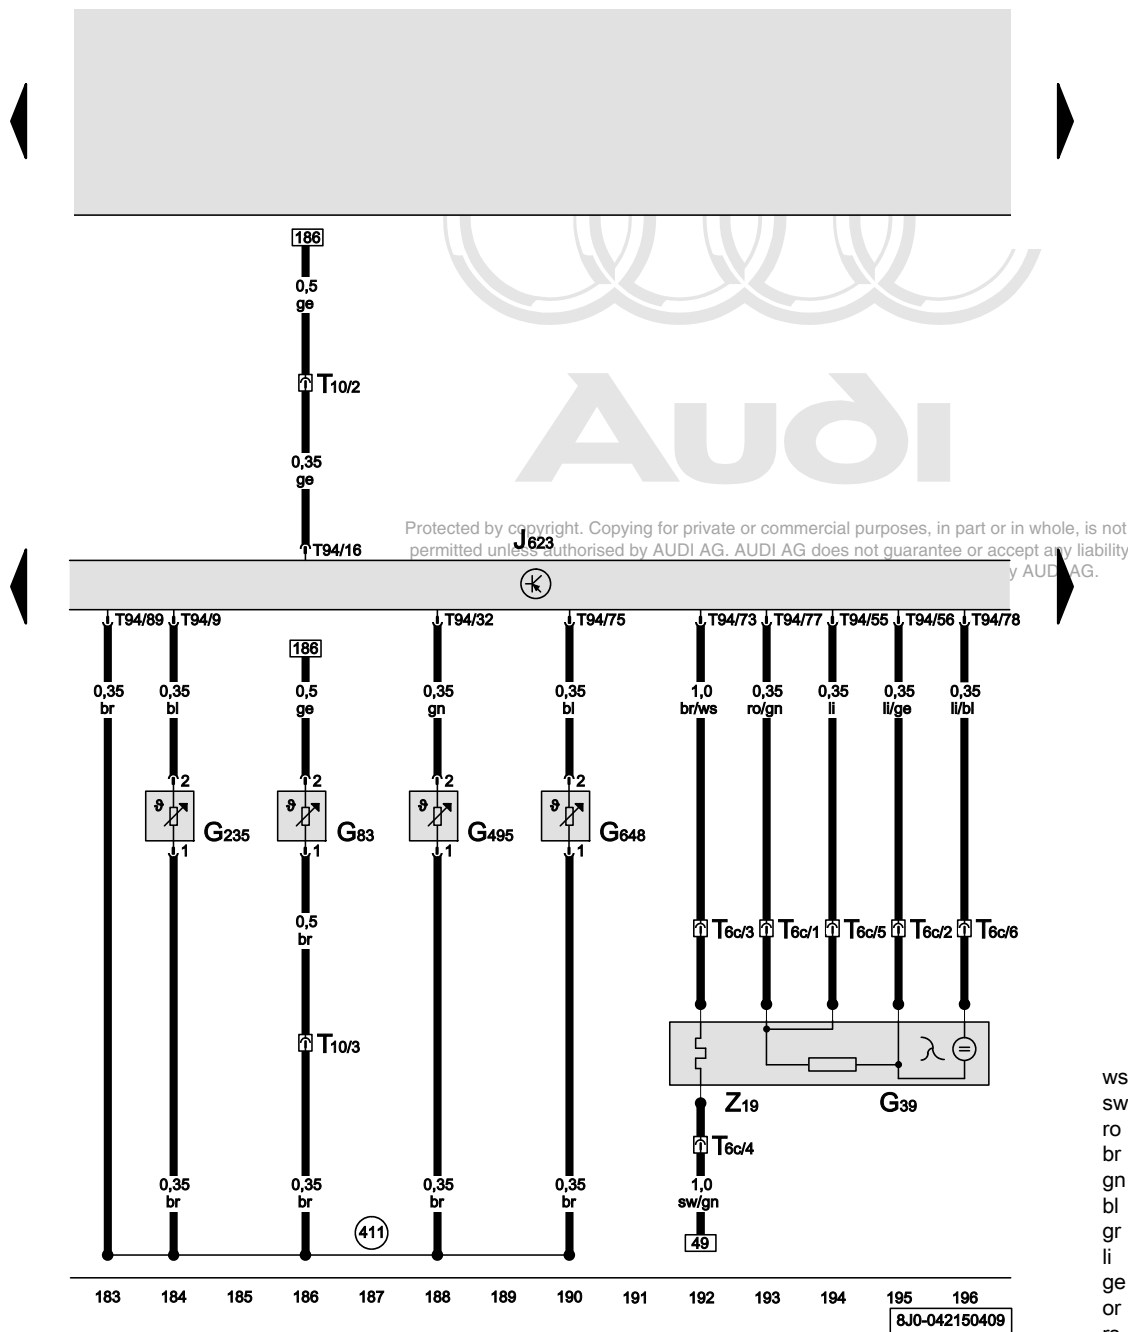 186
0,5
ge
T10/2
0,35
ge
Audi
Protected by copyright. Copying for private or commercial purposes, in part or in whole, is not
permitted unless authorised by AUDI AG. AUDI AG does not guarantee or accept any liability
y AUDI AG.
T94/16
J623
T94/89 T94/9 T94/32 T94/75 T94/73 T94/77 T94/55 T94/56 T94/78
186
0,35 0,35 0,5 0,35 0,35 1,0 0,35 0,35 0,35 0,35
br bl ge gn bl br/ws ro/gn li li/ge li/bl
2 2 2 2
ϑ ϑ ϑ ϑ
G235 G83 G495 G648
1 1 1 1
0,5
br
T6c/3 T6c/1 T6c/5 T6c/2 T6c/6
T10/3
Z19 G39
T6c/4
0,35 0,35 0,35 0,35 1,0
br br br br sw/gn
411
49
183 184 185 186 187 188 189 190 191 192 193 194 195 196
8J0-042150409
ws
sw
ro
br
gn
bl
gr
li
ge
or